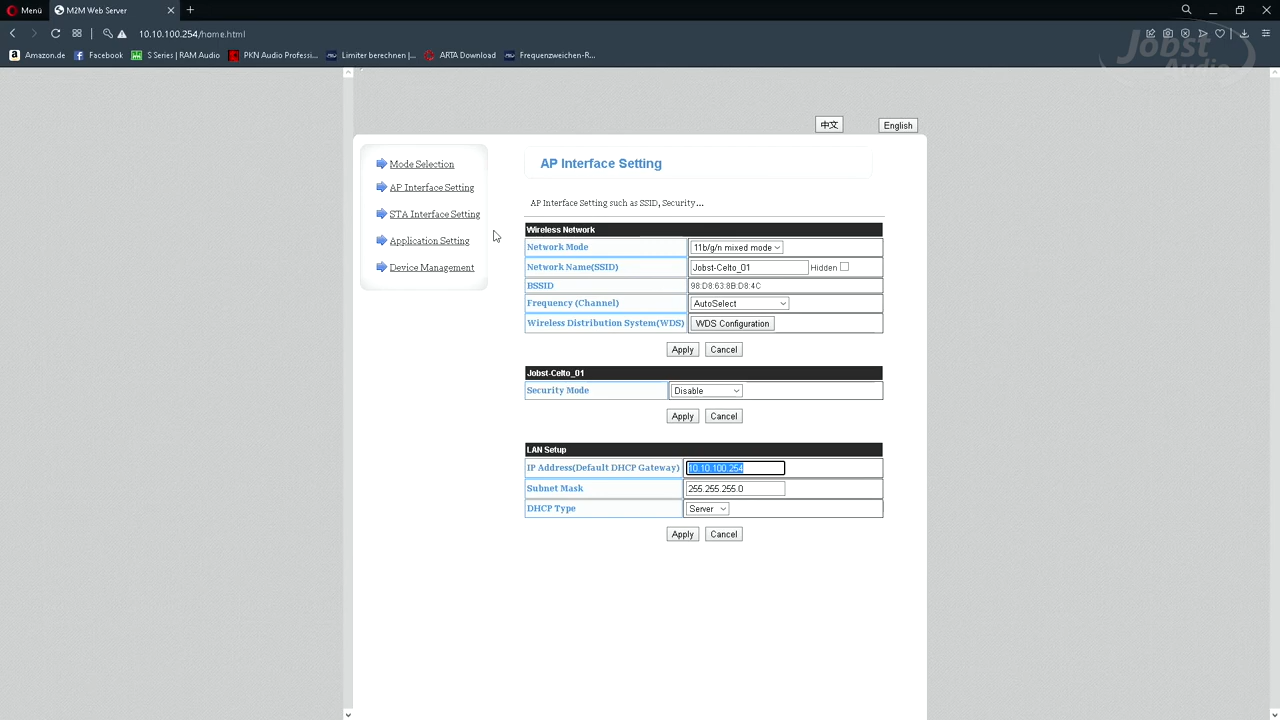 Menü
M2M Web Server
10.10.100.254/home.html
Amazon.de
Facebook
S Series | RAM Audio
PKN Audio Professi...
Limiter berechnen |...
ARTA Download
Frequenzweichen-R...
Jobst
Audio
中文
English
Mode Selection
AP Interface Setting
STA Interface Setting
Application Setting
Device Management
AP Interface Setting
AP Interface Setting such as SSID, Security...
Wireless Network
Network Mode 11b/g/n mixed mode
Network Name(SSID) Jobst-Celto_01 Hidden
BSSID 98:D8:63:8B:D8:4C
Frequency (Channel) AutoSelect
Wireless Distribution System(WDS) WDS Configuration
Apply Cancel
Jobst-Celto_01
Security Mode Disable
Apply Cancel
LAN Setup
IP Address(Default DHCP Gateway) 10.10.100.254
Subnet Mask 255.255.255.0
DHCP Type Server
Apply Cancel